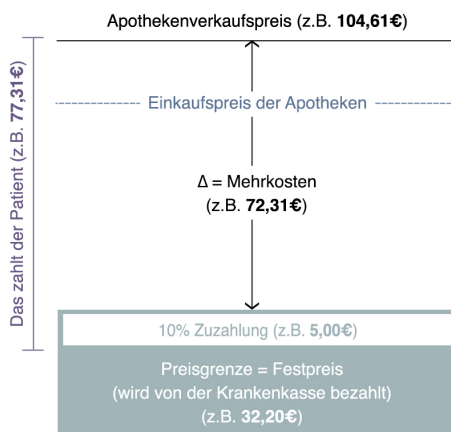 Apothekenverkaufspreis (z.B. 104,61€)
Das zahlt der Patient (z.B. 77,31€)
Einkaufspreis der Apotheken
Δ = Mehrkosten
(z.B. 72,31€)
10% Zuzahlung (z.B. 5,00€)
Preisgrenze = Festpreis
(wird von der Krankenkasse bezahlt)
(z.B. 32,20€)